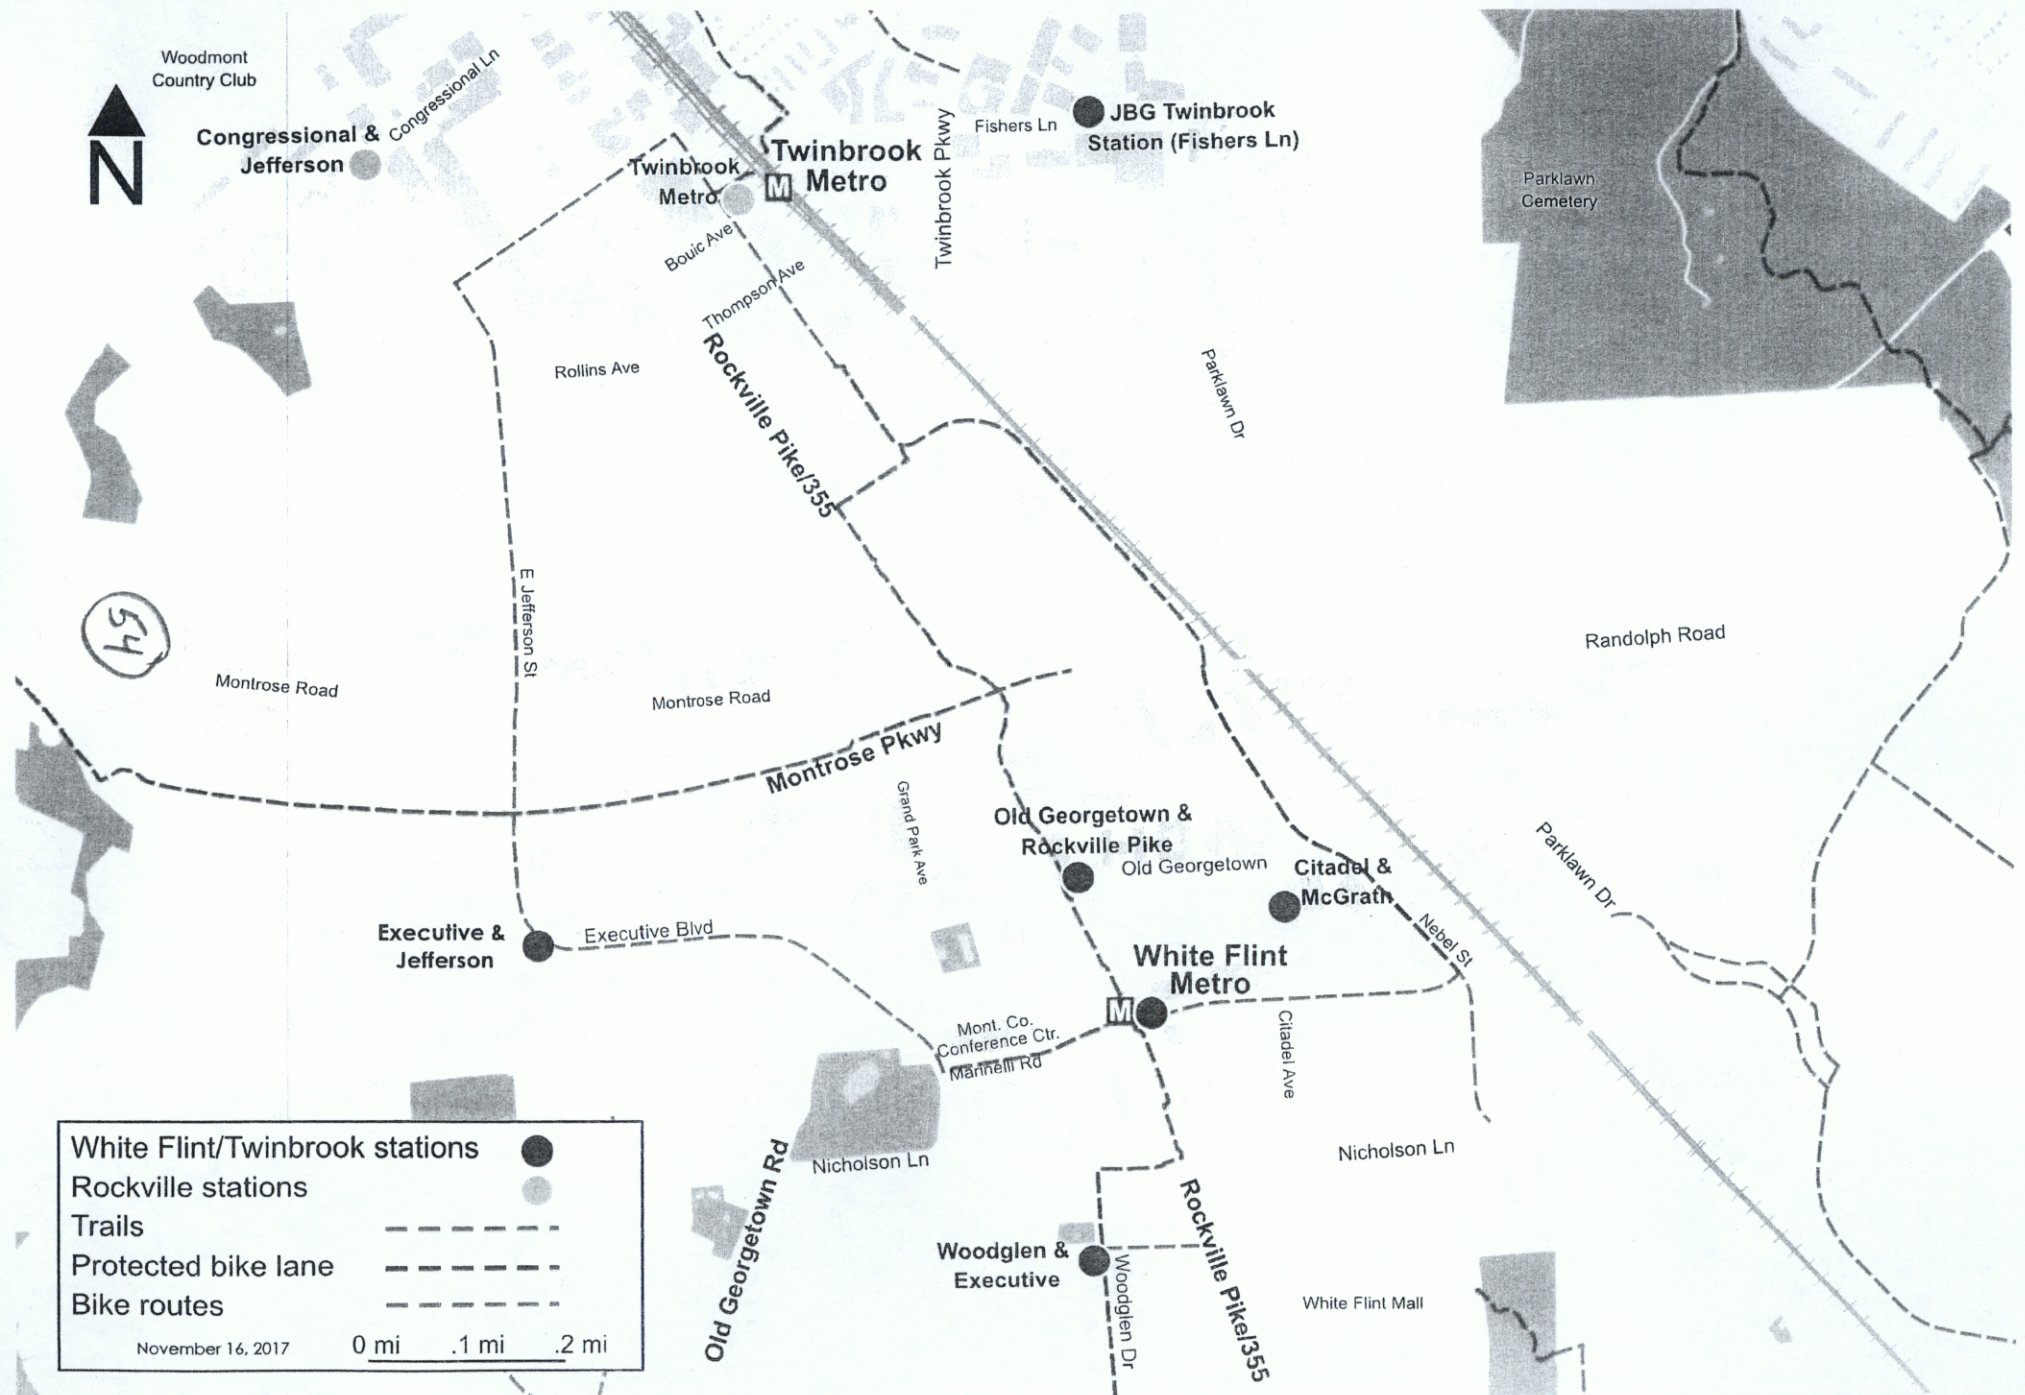 Woodmont
Country Club
Congressional Ln
Congressional &
Jefferson
N
Twinbrook
Metro
M
Twinbrook
Metro
Twinbrook Pkwy
Fishers Ln
JBG Twinbrook
Station (Fishers Ln)
Parklawn
Cemetery
Bouic Ave
Thompson Ave
Rollins Ave
Rockville Pike/355
Parklawn Dr
E Jefferson St
54
Montrose Road
Montrose Road
Randolph Road
Montrose Pkwy
Grand Park Ave
Old Georgetown &
Rockville Pike
Old Georgetown
Citadel &
McGrath
Parklawn Dr
Nebel St
Executive &
Jefferson
Executive Blvd
White Flint
Metro
M
Mont. Co.
Conference Ctr.
Marinelli Rd
Citadel Ave
Nicholson Ln
Nicholson Ln
Old Georgetown Rd
Rockville Pike/355
Woodglen &
Executive
Woodglen Dr
White Flint Mall
White Flint/Twinbrook stations
Rockville stations
Trails
Protected bike lane
Bike routes
November 16, 2017
0 mi .1 mi .2 mi